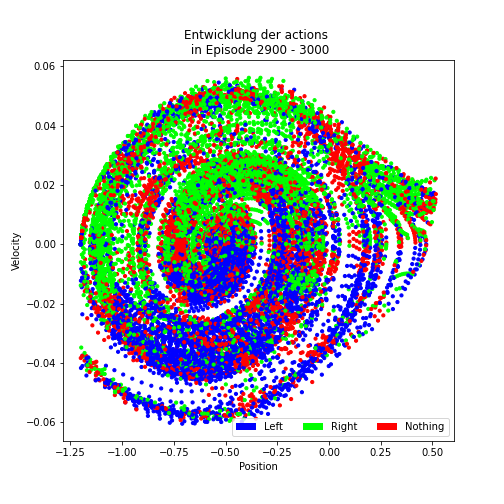 Entwicklung der actions
in Episode 2900 - 3000
0.06
0.04
0.02
0.00
−0.02
−0.04
−0.06
Velocity
Left Right Nothing
−1.25 −1.00 −0.75 −0.50 −0.25 0.00 0.25 0.50
Position